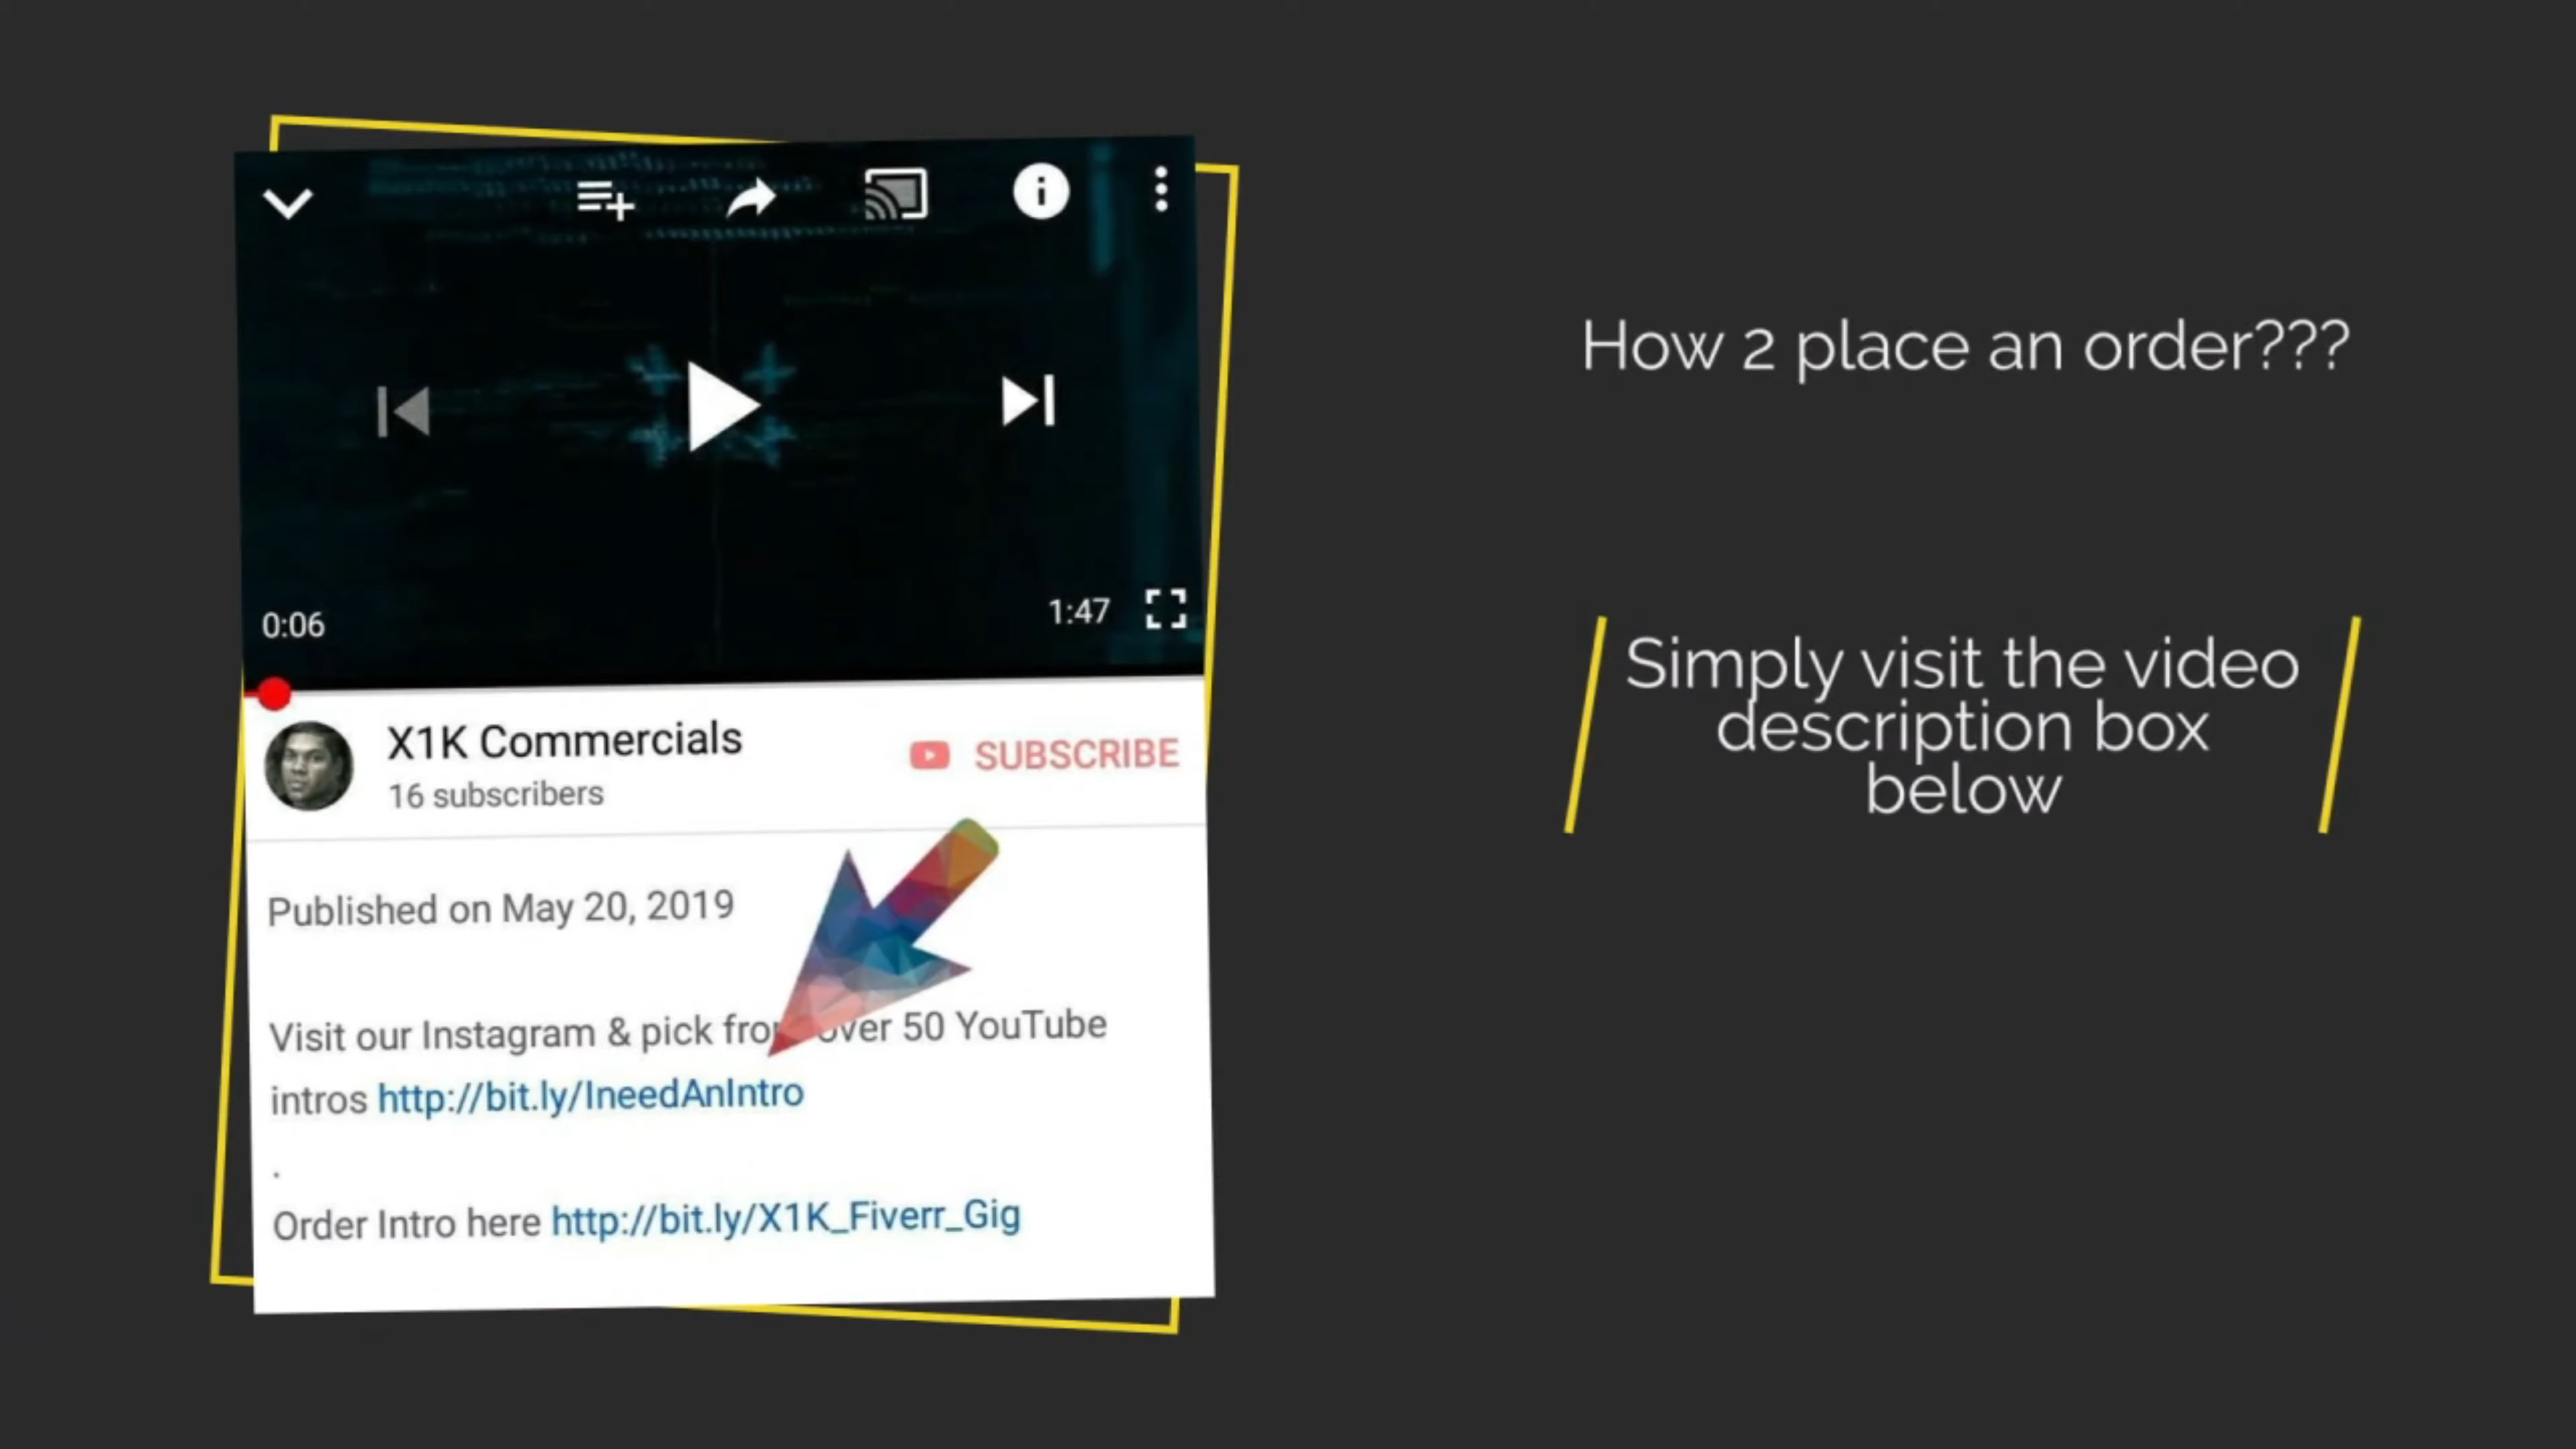 0:06
1:47
X1K Commercials
16 subscribers
SUBSCRIBE
Published on May 20, 2019
Visit our Instagram & pick from over 50 YouTube
intros http://bit.ly/IneedAnIntro
.
Order Intro here http://bit.ly/X1K_Fiverr_Gig
How 2 place an order???
Simply visit the video
description box
below